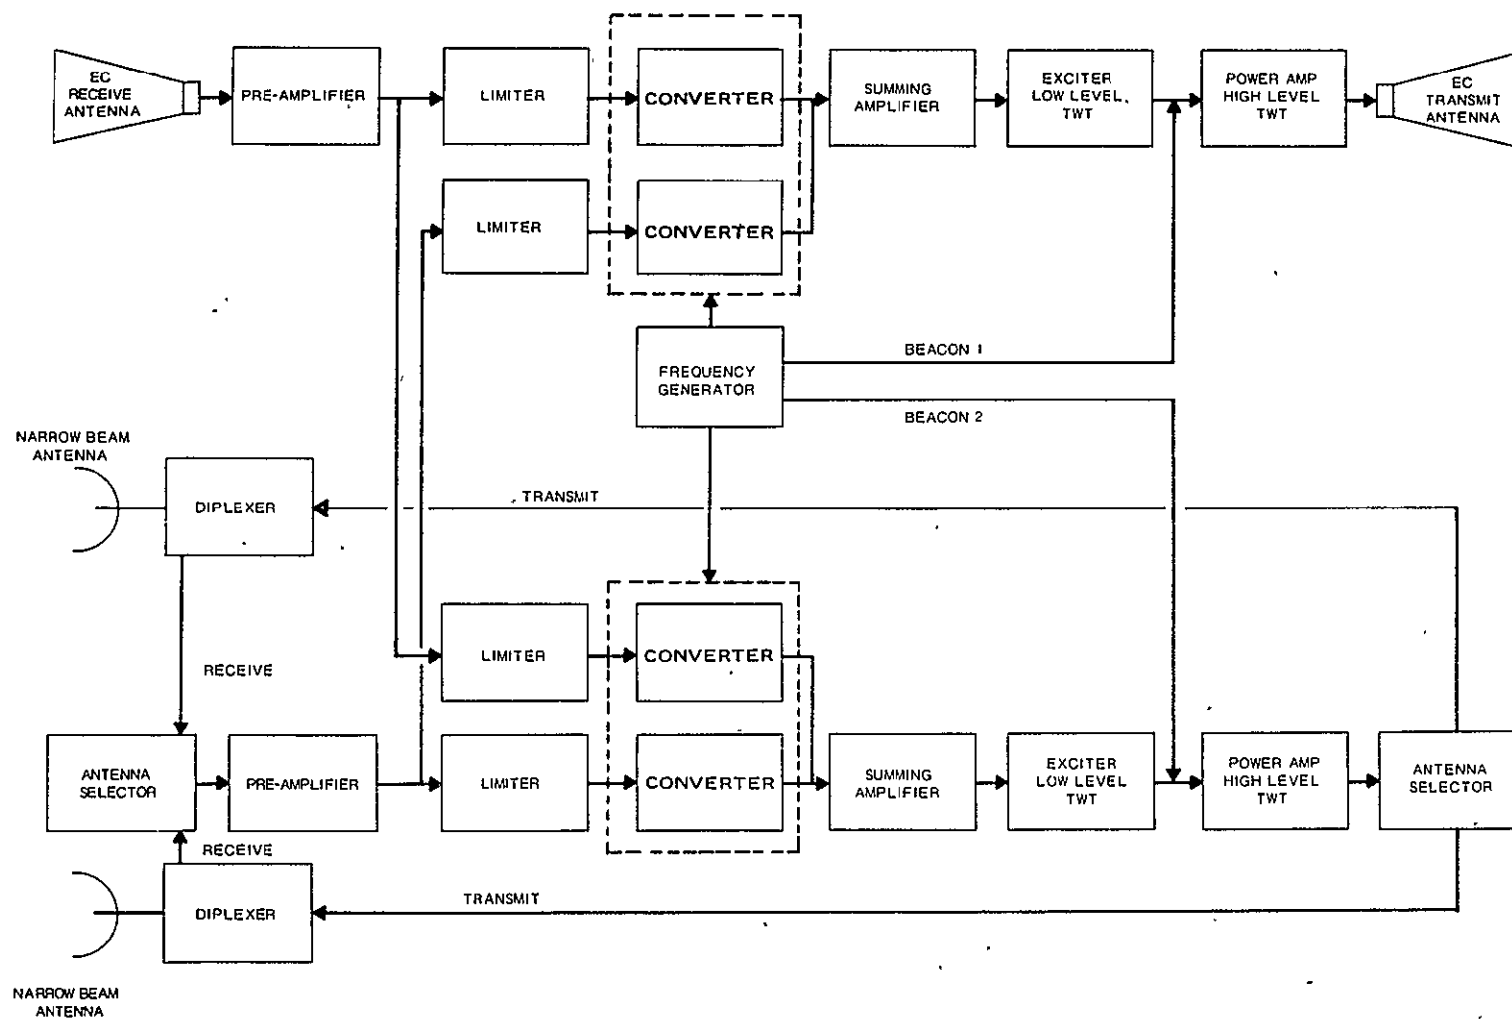 EC
RECEIVE
ANTENNA
PRE-AMPLIFIER
LIMITER
CONVERTER
SUMMING
AMPLIFIER
EXCITER
LOW LEVEL
TWT
POWER AMP
HIGH LEVEL
TWT
EC
TRANSMIT
ANTENNA
LIMITER
CONVERTER
FREQUENCY
GENERATOR
BEACON 1
BEACON 2
NARROW BEAM
ANTENNA
DIPLEXER
TRANSMIT
RECEIVE
LIMITER
CONVERTER
ANTENNA
SELECTOR
PRE-AMPLIFIER
LIMITER
CONVERTER
SUMMING
AMPLIFIER
EXCITER
LOW LEVEL
TWT
POWER AMP
HIGH LEVEL
TWT
ANTENNA
SELECTOR
RECEIVE
DIPLEXER
TRANSMIT
NARROW BEAM
ANTENNA